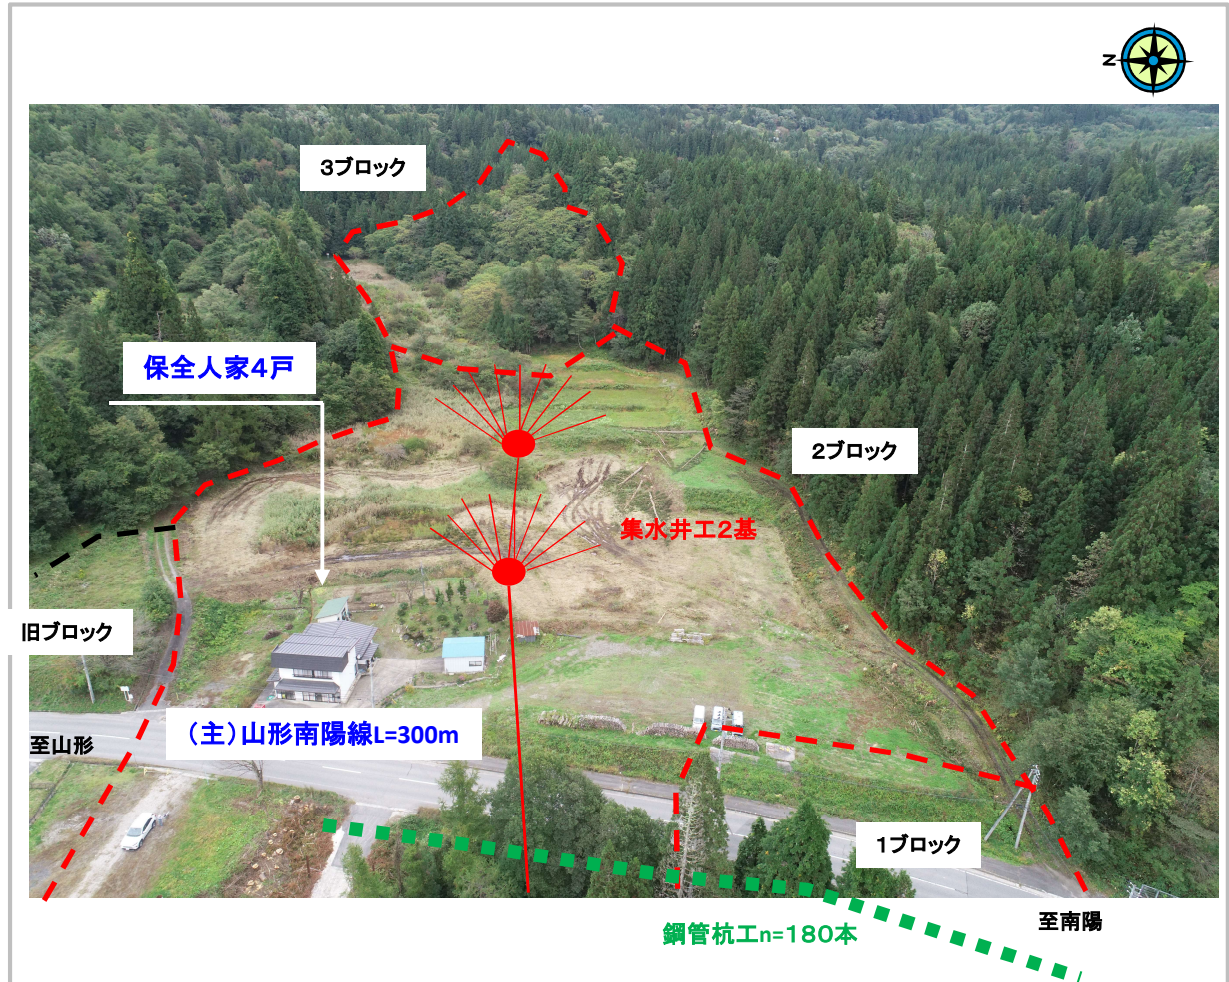 N
3ブロック
保全人家4戸
2ブロック
集水井工2基
旧ブロック
(主)山形南陽線L=300m
至山形
1ブロック
至南陽
鋼管杭工n=180本